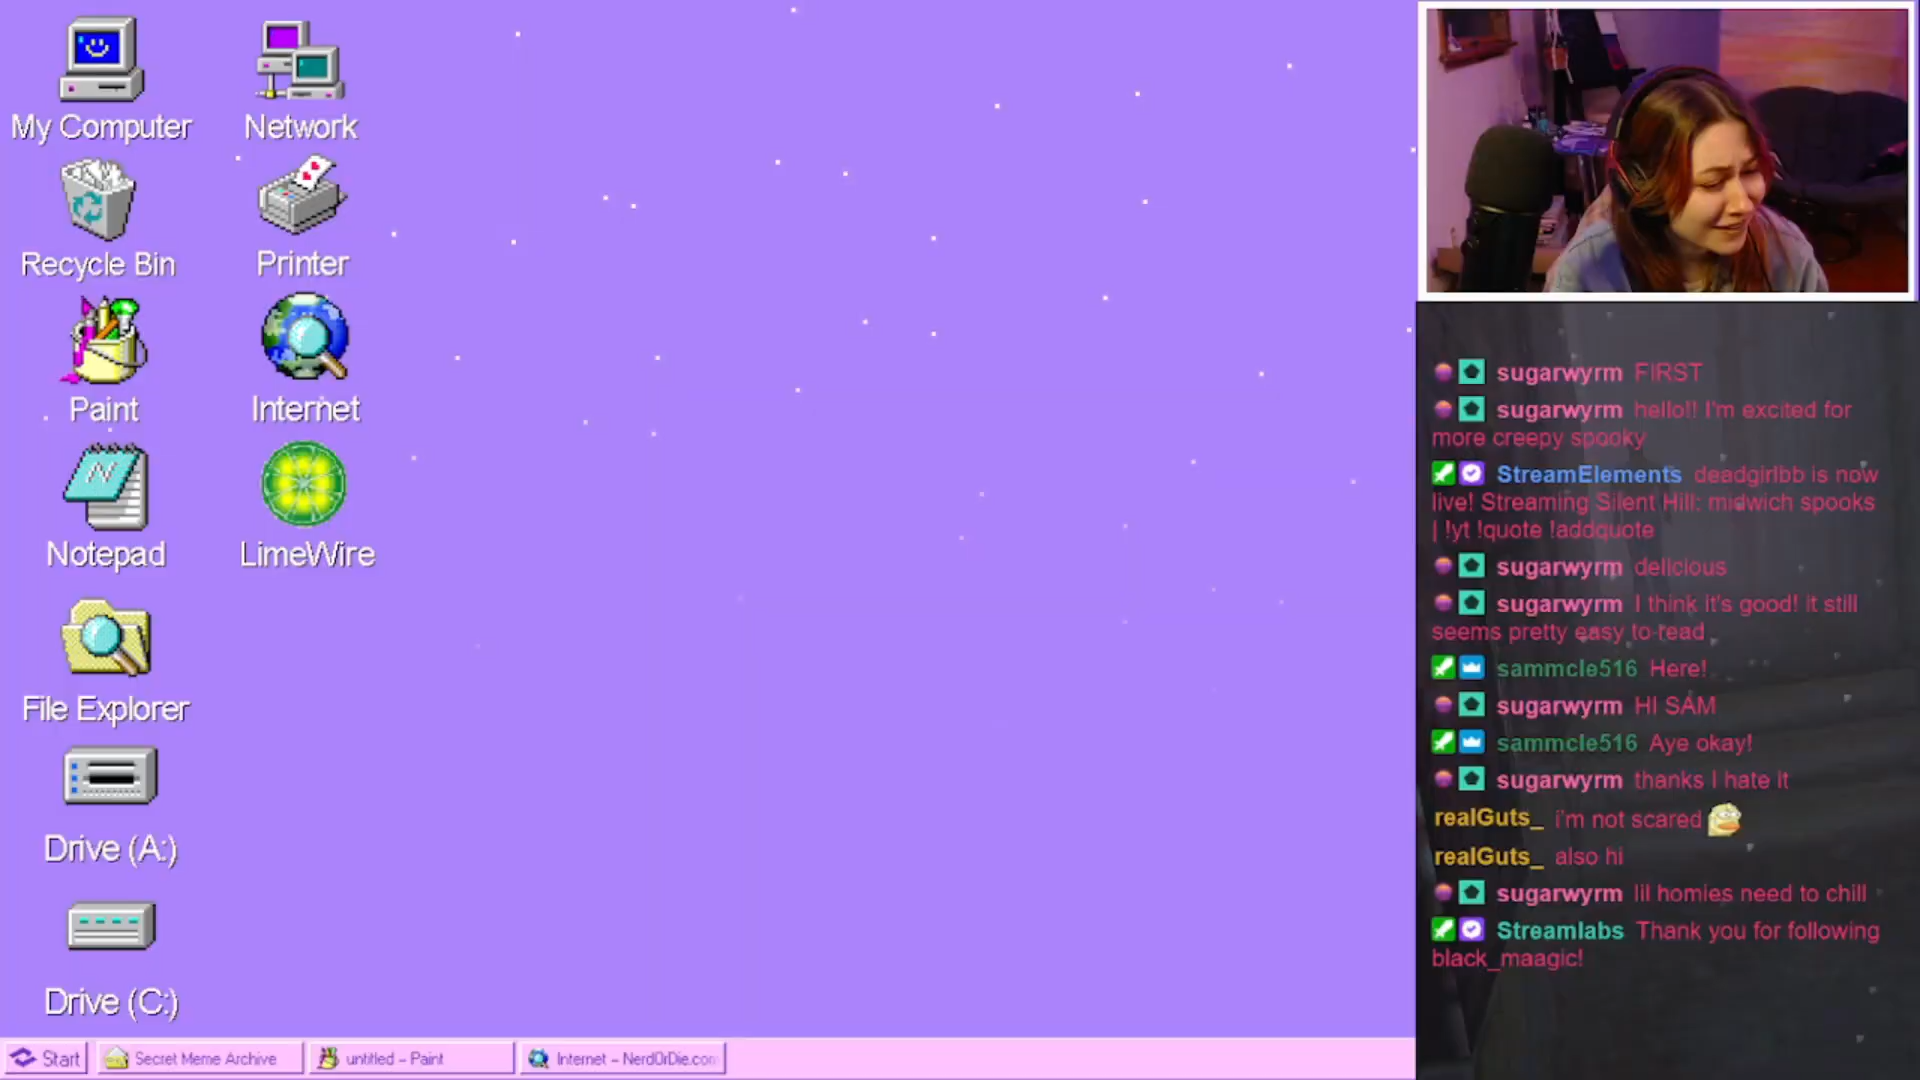 My Computer
Network
Recycle Bin
Printer
Paint
Internet
Notepad
LimeWire
File Explorer
Drive (A:)
Drive (C:)
Start
Secret Meme Archive
untitled – Paint
Internet – NerdOrDie.com
sugarwyrm FIRST
sugarwyrm hello!! I'm excited for
more creepy spooky
StreamElements deadgirlbb is now
live! Streaming Silent Hill: midwich spooks
| !yt !quote !addquote
sugarwyrm delicious
sugarwyrm I think it's good! it still
seems pretty easy to read
sammcle516 Here!
sugarwyrm HI SAM
sammcle516 Aye okay!
sugarwyrm thanks I hate it
realGuts_ i'm not scared
realGuts_ also hi
sugarwyrm lil homies need to chill
Streamlabs Thank you for following
black_maagic!